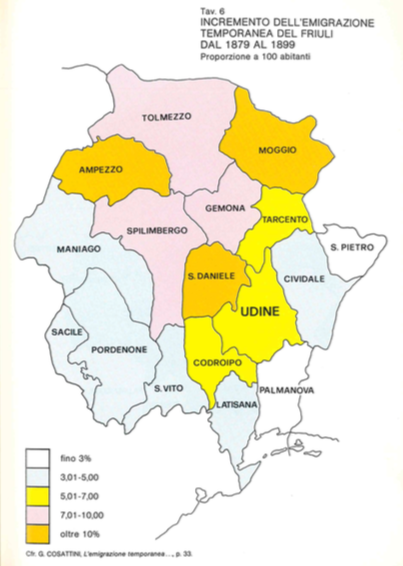 Tav. 6
INCREMENTO DELL'EMIGRAZIONE
TEMPORANEA DEL FRIULI
DAL 1879 AL 1899
Proporzione a 100 abitanti
TOLMEZZO
MOGGIO
AMPEZZO
GEMONA
TARCENTO
SPILIMBERGO
S. PIETRO
MANIAGO
S. DANIELE
CIVIDALE
UDINE
SACILE
PORDENONE
CODROIPO
S. VITO
PALMANOVA
LATISANA
fino 3%
3,01-5,00
5,01-7,00
7,01-10,00
oltre 10%
Cfr. G. COSATTINI, L'emigrazione temporanea..., p. 33.